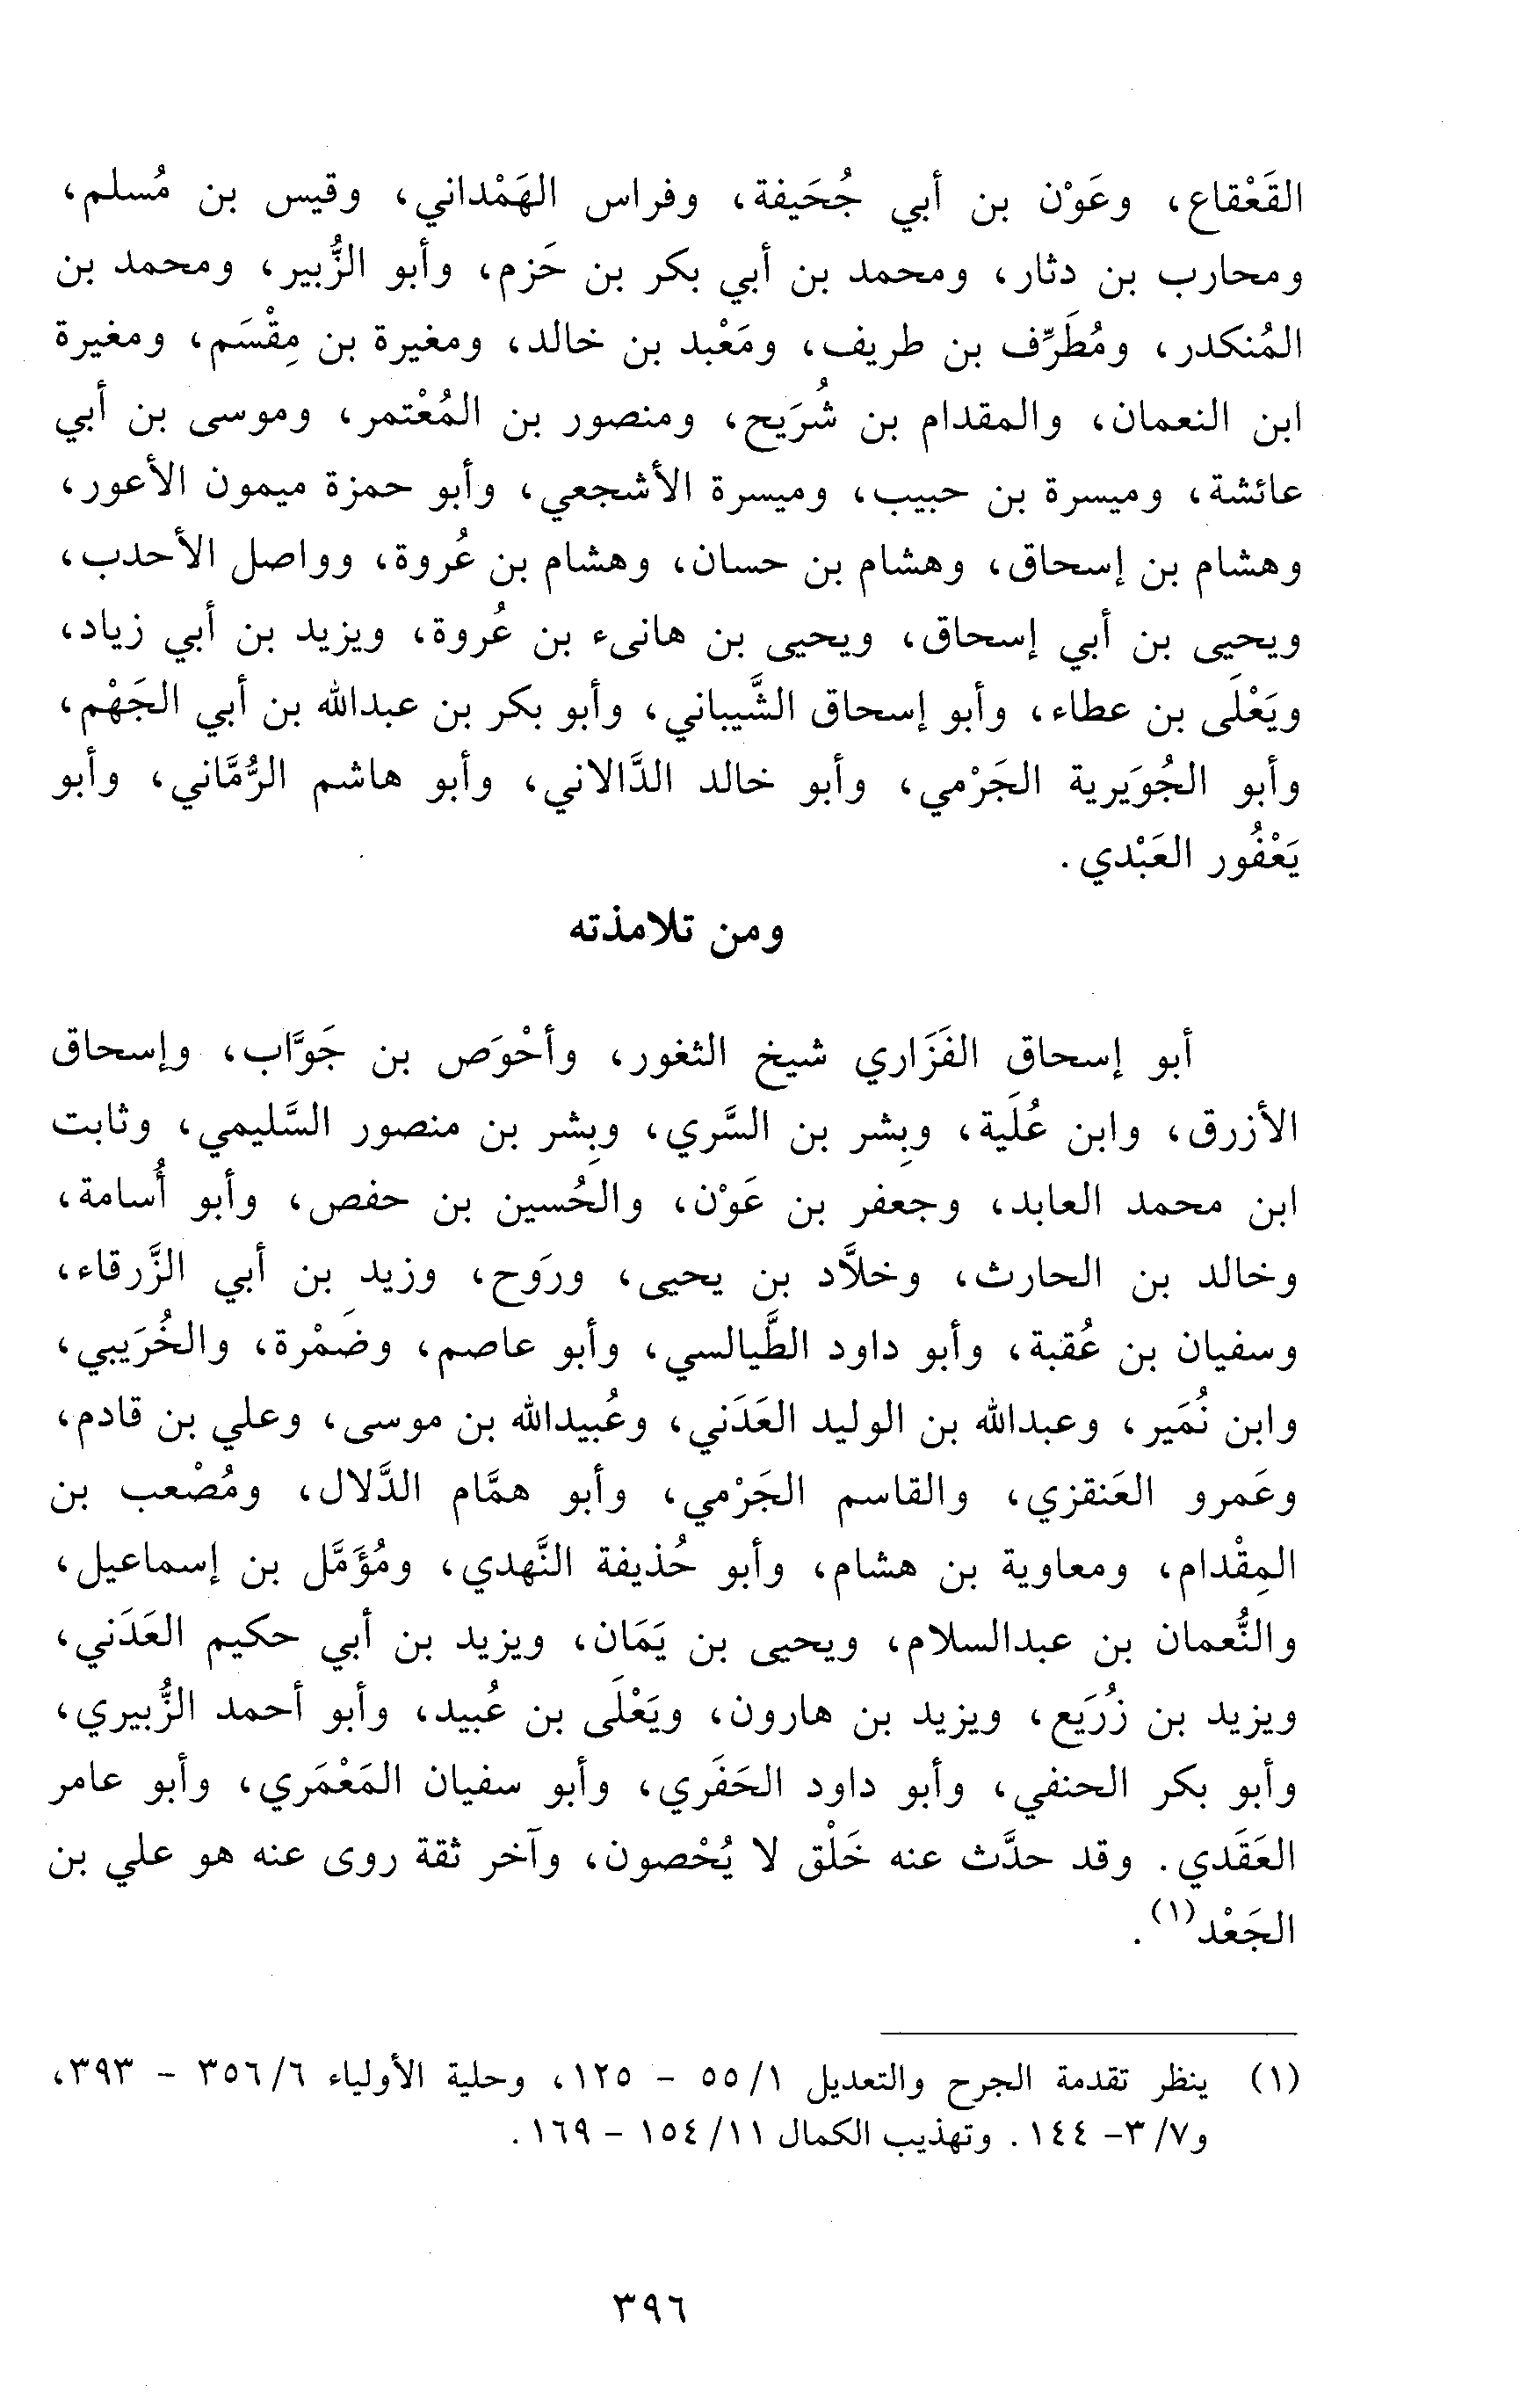 القَعْقاع، وعَوْن بن أبي جُحَيفة، وفراس الهَمْداني، وقيس بن مُسلم،
ومحارب بن دثار، ومحمد بن أبي بكر بن حَزم، وأبو الزُّبير، ومحمد بن
المُنكدر، ومُطَرِّف بن طريف، ومَعْبد بن خالد، ومغيرة بن مِقْسَم، ومغيرة
ابن النعمان، والمقدام بن شُرَيح، ومنصور بن المُعْتمر، وموسى بن أبي
عائشة، وميسرة بن حبيب، وميسرة الأشجعي، وأبو حمزة ميمون الأعور،
وهشام بن إسحاق، وهشام بن حسان، وهشام بن عُروة، وواصل الأحدب،
ويحيى بن أبي إسحاق، ويحيى بن هانىء بن عُروة، ويزيد بن أبي زياد،
ويَعْلَى بن عطاء، وأبو إسحاق الشَّيباني، وأبو بكر بن عبدالله بن أبي الجَهْم،
وأبو الجُوَيرية الجَرْمي، وأبو خالد الدَّالاني، وأبو هاشم الرُّمَّاني، وأبو
يَعْفُور العَبْدي.
ومن تلامذته
أبو إسحاق الفَزَاري شيخ الثغور، وأحْوَص بن جَوَّاب، وإسحاق
الأزرق، وابن عُلَية، وبِشر بن السَّري، وبِشر بن منصور السَّليمي، وثابت
ابن محمد العابد، وجعفر بن عَوْن، والحُسين بن حفص، وأبو أُسامة،
وخالد بن الحارث، وخلاَّد بن يحيى، ورَوح، وزيد بن أبي الزَّرقاء،
وسفيان بن عُقبة، وأبو داود الطَّيالسي، وأبو عاصم، وضَمْرة، والخُرَيبي،
وابن نُمَير، وعبدالله بن الوليد العَدَني، وعُبيدالله بن موسى، وعلي بن قادم،
وعَمرو العَنقزي، والقاسم الجَرْمي، وأبو همَّام الدَّلال، ومُصْعب بن
المِقْدام، ومعاوية بن هشام، وأبو حُذيفة النَّهدي، ومُؤَمَّل بن إسماعيل،
والنُّعمان بن عبدالسلام، ويحيى بن يَمَان، ويزيد بن أبي حكيم العَدَني،
ويزيد بن زُرَيع، ويزيد بن هارون، ويَعْلَى بن عُبيد، وأبو أحمد الزُّبيري،
وأبو بكر الحنفي، وأبو داود الحَفَري، وأبو سفيان المَعْمَري، وأبو عامر
العَقَدي. وقد حدَّث عنه خَلْق لا يُحْصون، وآخر ثقة روى عنه هو علي بن
الجَعْد(١).
(١) ينظر تقدمة الجرح والتعديل ١/ ٥٥ - ١٢٥، وحلية الأولياء ٦/ ٣٥٦ - ٣٩٣،
و٧/ ٣- ١٤٤. وتهذيب الكمال ١١/ ١٥٤ - ١٦٩.
٣٩٦